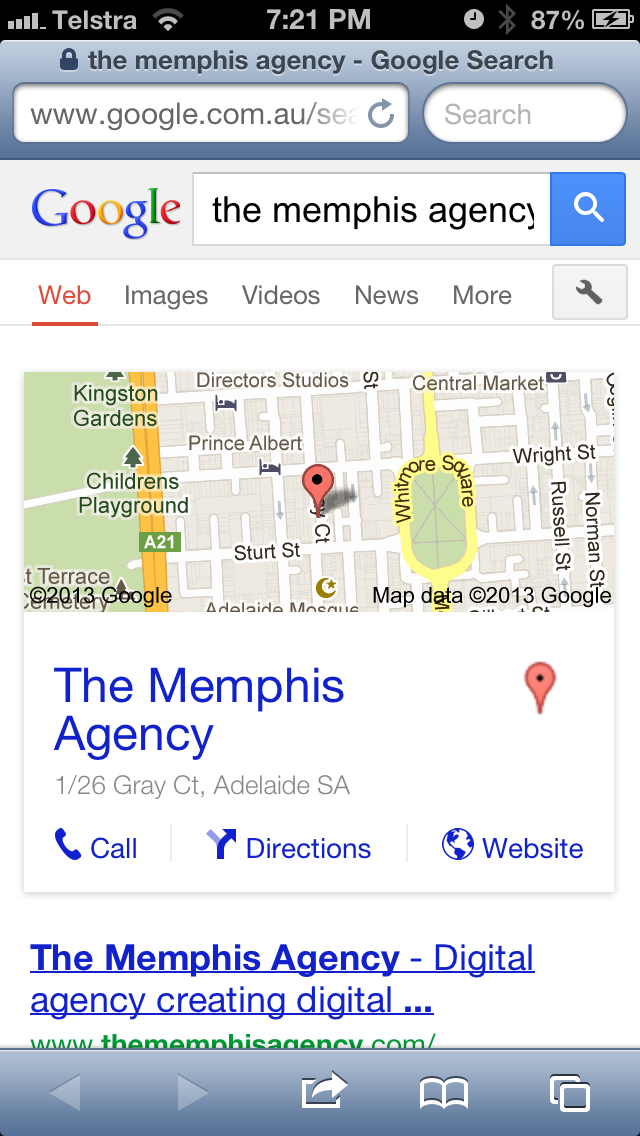 Telstra 7:21 PM 87%
the memphis agency - Google Search
www.google.com.au/sea
Search
Google the memphis agency
Web Images Videos News More
Directors Studios
St
Central Market
Kingston
Gardens
Prince Albert
Wright St
Whitmore Square
Childrens
Playground
A21
Ct
Russell St
Norman St
Sturt St
t Terrace
Cemetery
©2013 Google
Adelaide Mosque
Map data ©2013 Google
The Memphis
Agency
1/26 Gray Ct, Adelaide SA
Call Directions Website
The Memphis Agency - Digital
agency creating digital ...
www.thememphisagency.com/